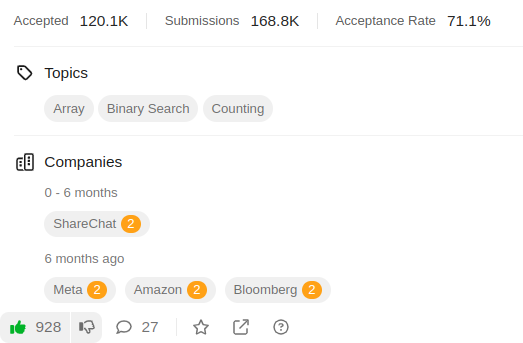 Accepted 120.1K Submissions 168.8K Acceptance Rate 71.1%
Topics
Array Binary Search Counting
Companies
0 - 6 months
ShareChat 2
6 months ago
Meta 2 Amazon 2 Bloomberg 2
928 27